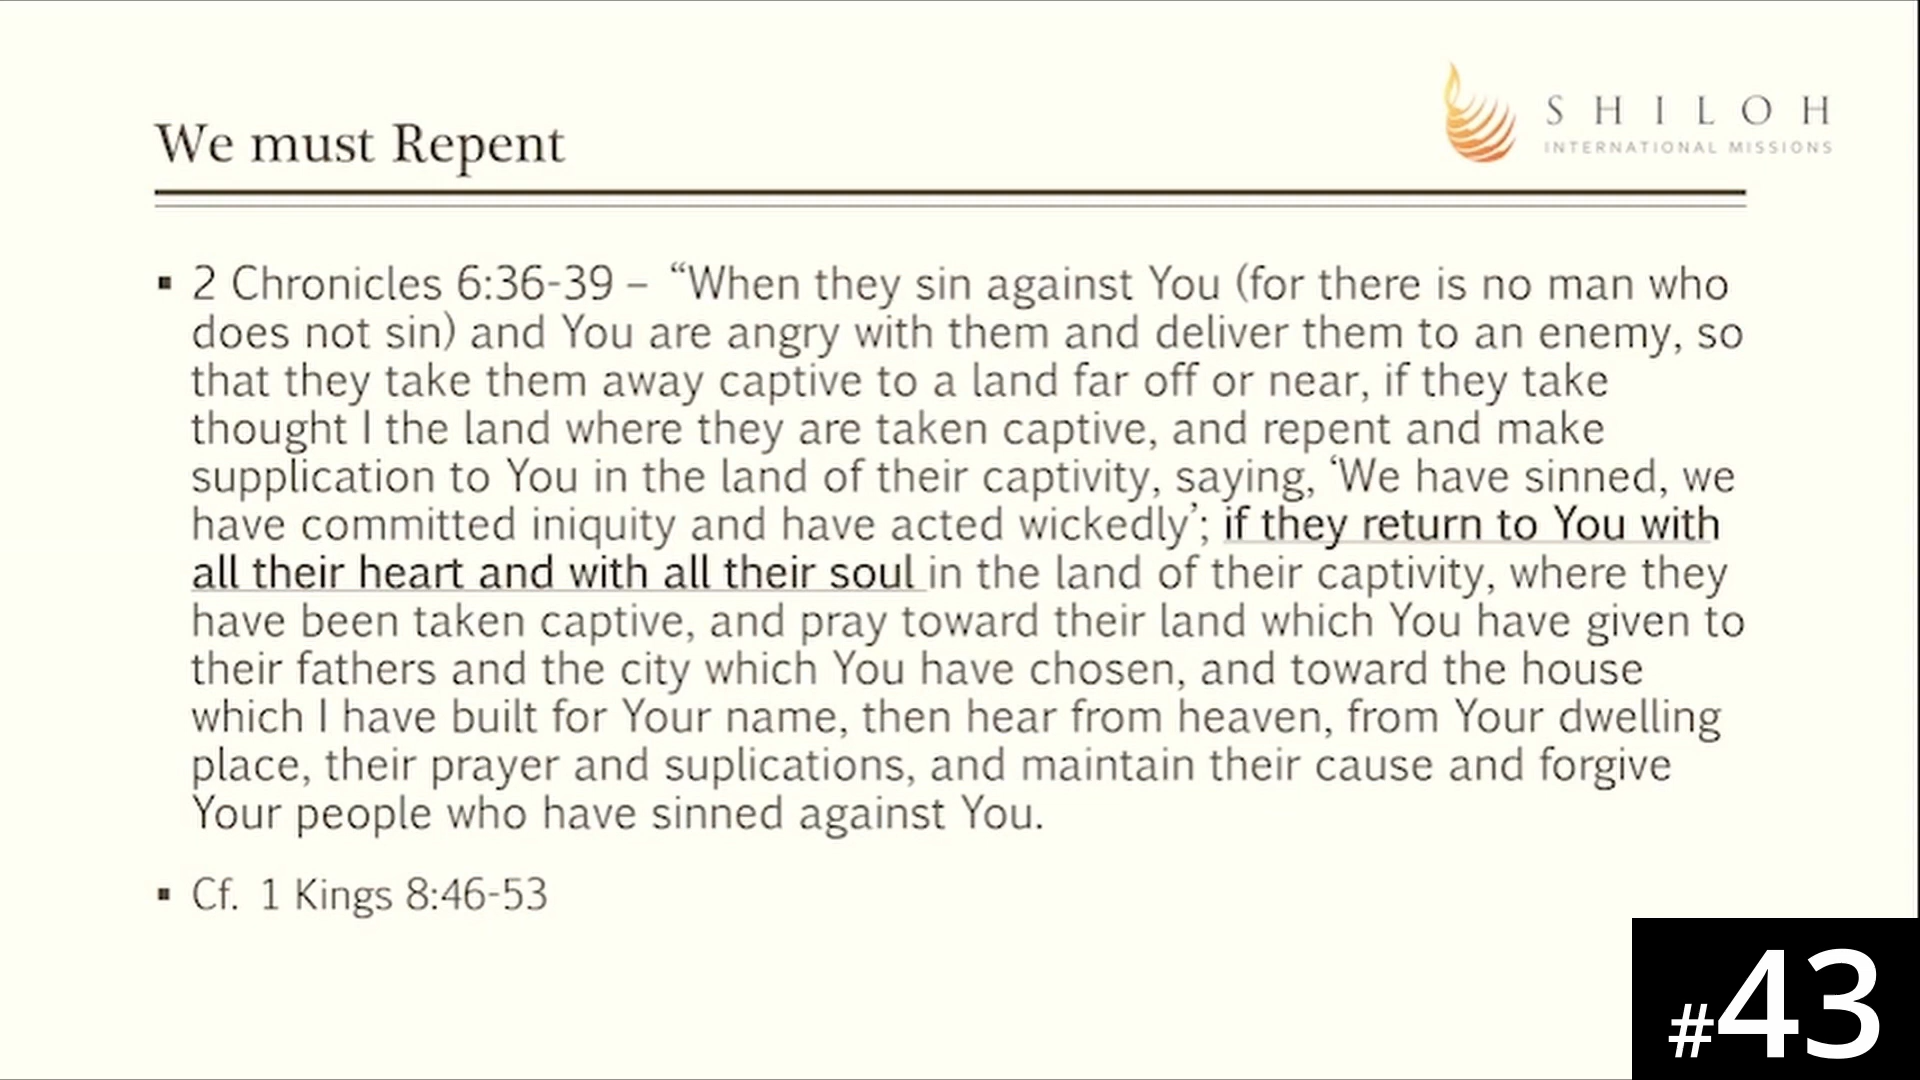 We must Repent
SHILOH
INTERNATIONAL MISSIONS
▪ 2 Chronicles 6:36-39 – “When they sin against You (for there is no man who
does not sin) and You are angry with them and deliver them to an enemy, so
that they take them away captive to a land far off or near, if they take
thought I the land where they are taken captive, and repent and make
supplication to You in the land of their captivity, saying, ‘We have sinned, we
have committed iniquity and have acted wickedly’; if they return to You with
all their heart and with all their soul in the land of their captivity, where they
have been taken captive, and pray toward their land which You have given to
their fathers and the city which You have chosen, and toward the house
which I have built for Your name, then hear from heaven, from Your dwelling
place, their prayer and suplications, and maintain their cause and forgive
Your people who have sinned against You.
▪ Cf. 1 Kings 8:46-53
#43